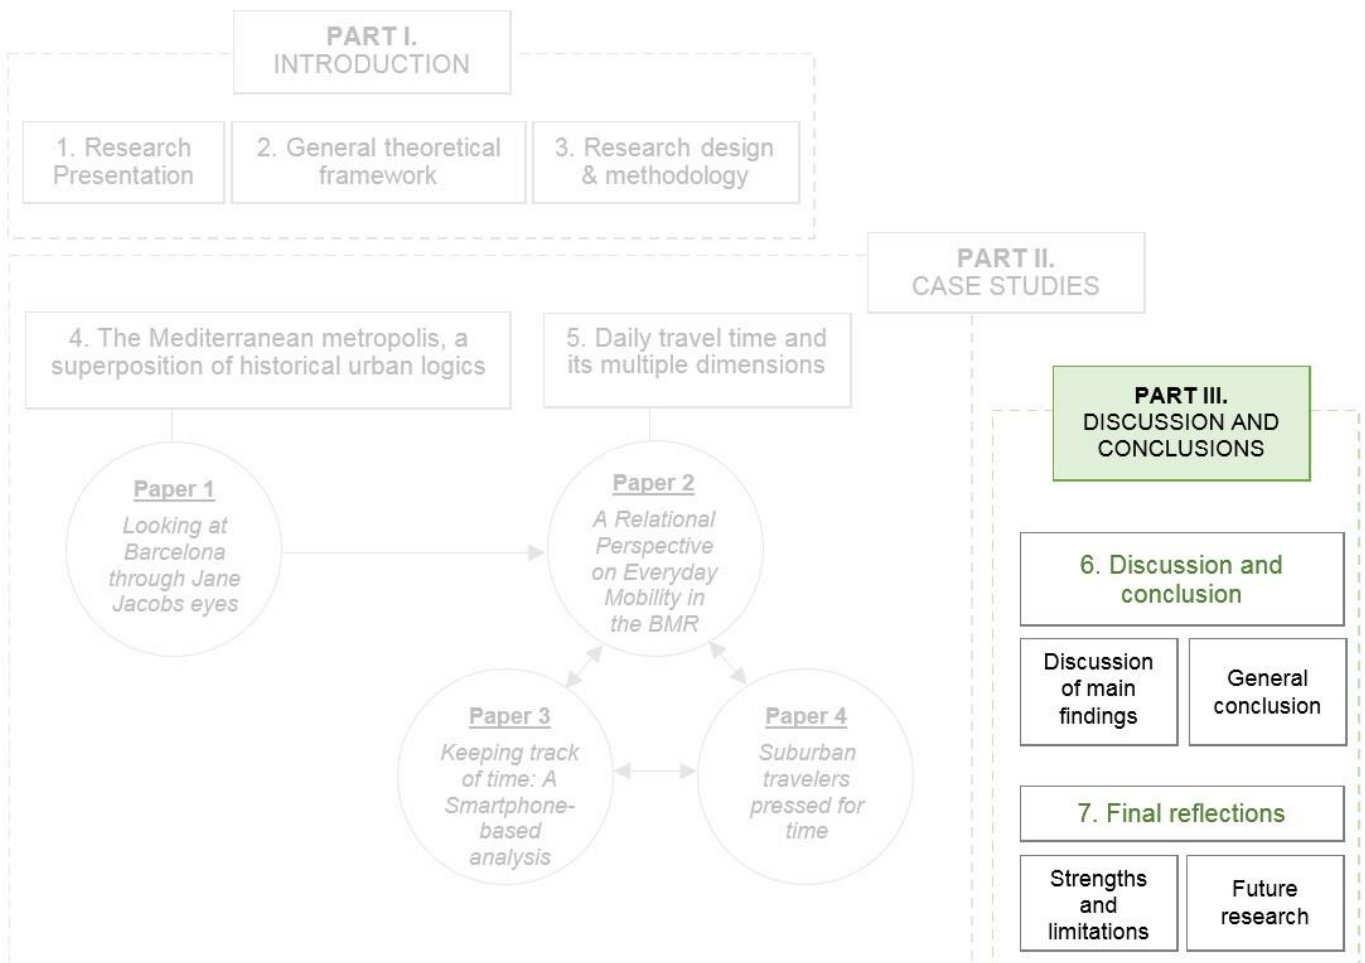 PART I.
INTRODUCTION
1. Research
Presentation
2. General theoretical
framework
3. Research design
& methodology
PART II.
CASE STUDIES
4. The Mediterranean metropolis, a
superposition of historical urban logics
5. Daily travel time and
its multiple dimensions
Paper 1
Looking at
Barcelona
through Jane
Jacobs eyes
Paper 2
A Relational
Perspective
on Everyday
Mobility in
the BMR
Paper 3
Keeping track
of time: A
Smartphone-
based
analysis
Paper 4
Suburban
travelers
pressed for
time
PART III.
DISCUSSION AND
CONCLUSIONS
6. Discussion and
conclusion
Discussion
of main
findings
General
conclusion
7. Final reflections
Strengths
and
limitations
Future
research